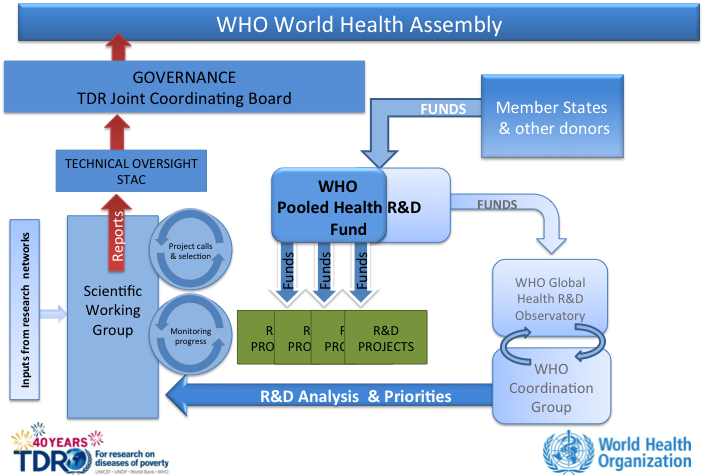 WHO World Health Assembly
GOVERNANCE
TDR Joint Coordinating Board
FUNDS
Member States
& other donors
TECHNICAL OVERSIGHT
STAC
WHO
Pooled Health R&D
Fund
FUNDS
Reports
Project calls
& selection
Funds
Funds
Funds
Inputs from research networks
Scientific
Working
Group
WHO Global
Health R&D
Observatory
Monitoring
progress
R
PRO
R
PRO
R
PRO
R&D
PROJECTS
WHO
Coordination
Group
R&D Analysis & Priorities
40 YEARS
TDR
For research on
diseases of poverty
UNICEF · UNDP · World Bank · WHO
World Health
Organization